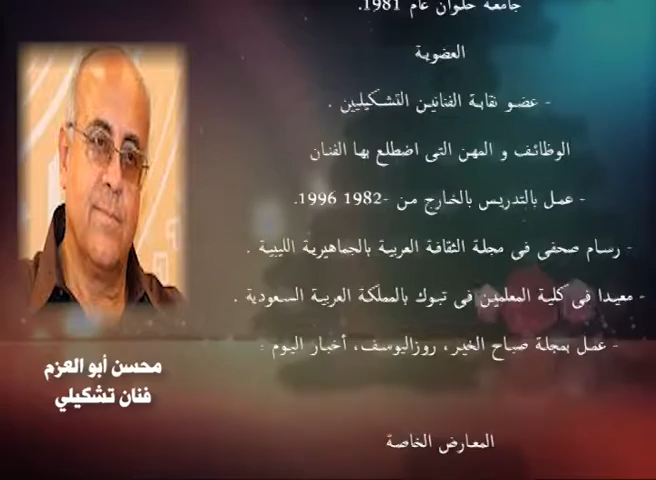 جامعة حلوان عام 1981.
العضوية
- عضو نقابة الفنانين التشكيليين .
الوظائف و المهن التى اضطلع بها الفنان
- عمل بالتدريس بالخارج من -1982 1996.
- رسام صحفى فى مجلة الثقافة العربية بالجماهيرية الليبية .
- معيدا فى كلية المعلمين فى تبوك بالمملكة العربية السعودية .
- عمل بمجلة صباح الخير، روزاليوسف، أخبار اليوم .
المعارض الخاصة
محسن أبو العزم
فنان تشكيلي